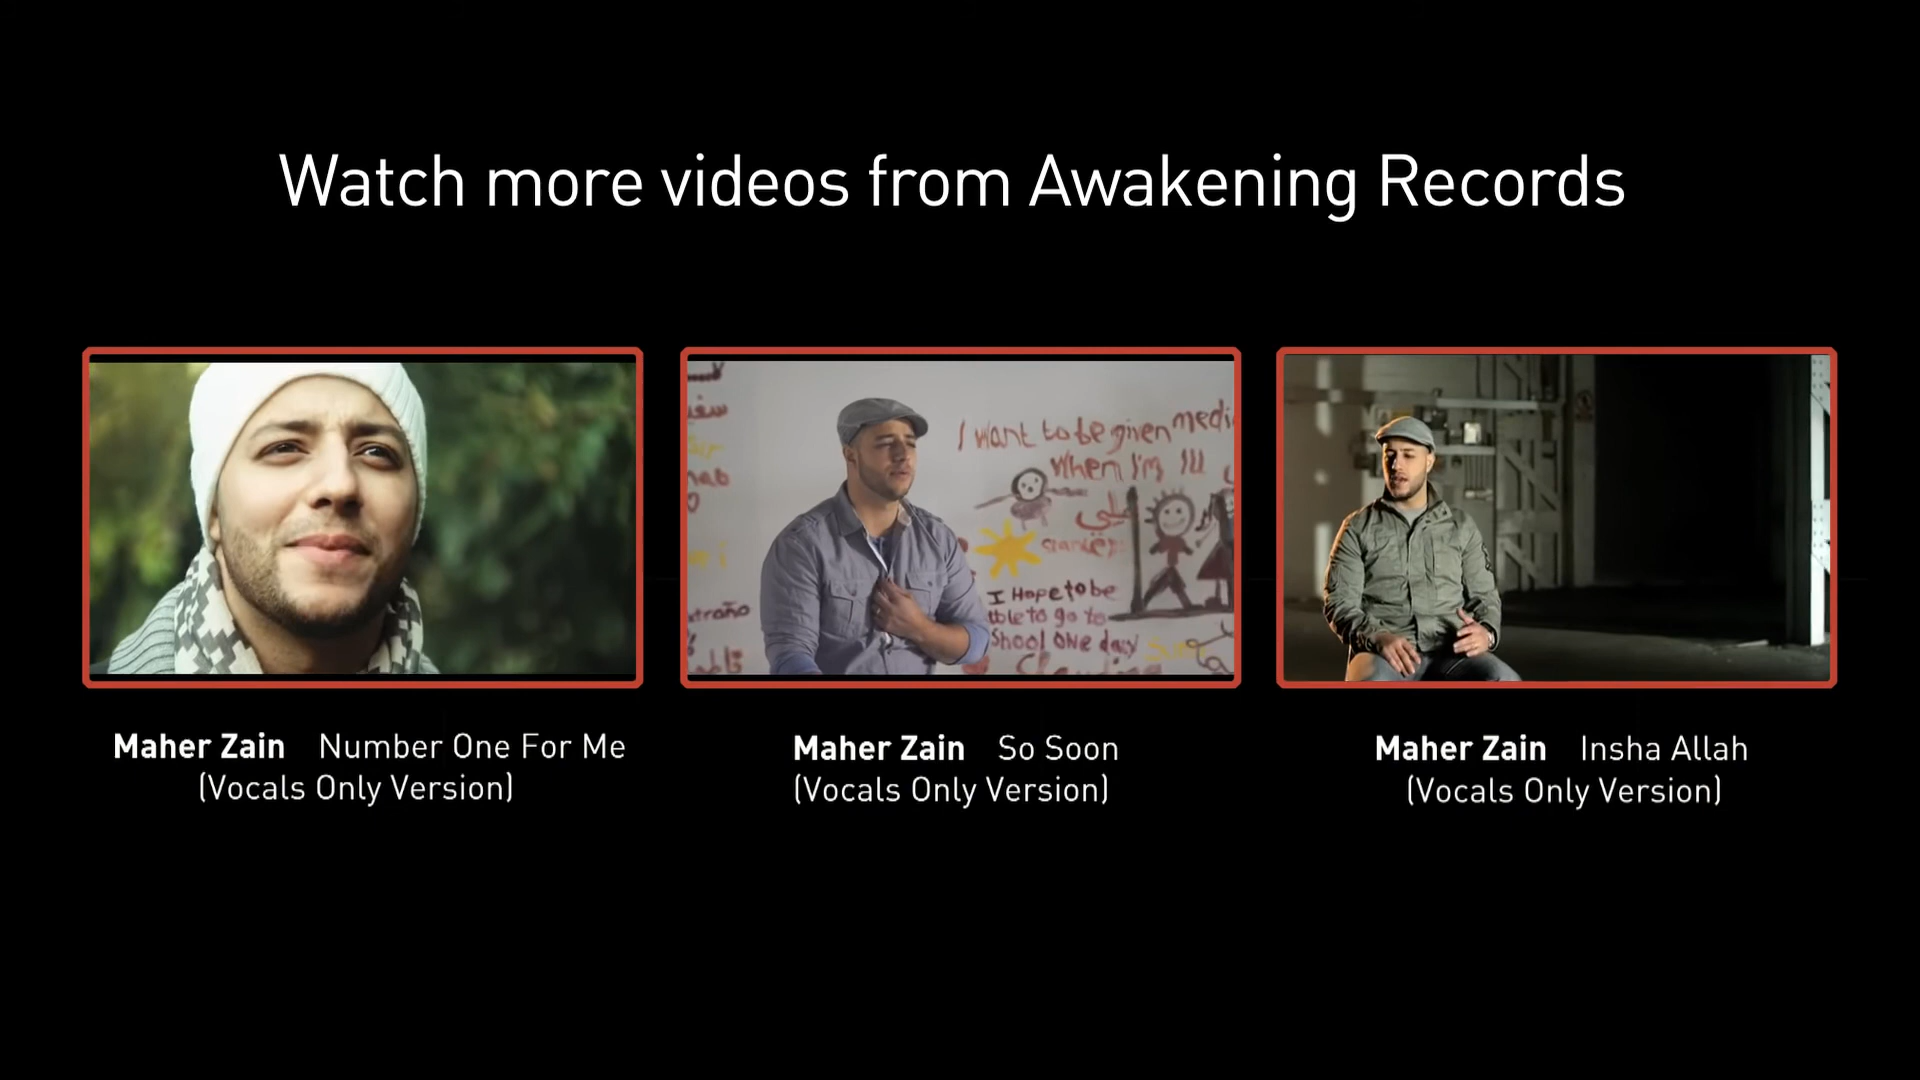 Watch more videos from Awakening Records
I want to be given medi
When I'm Ill
I Hope to be
able to go to
School one day
Maher Zain Number One For Me
(Vocals Only Version)
Maher Zain So Soon
(Vocals Only Version)
Maher Zain Insha Allah
(Vocals Only Version)